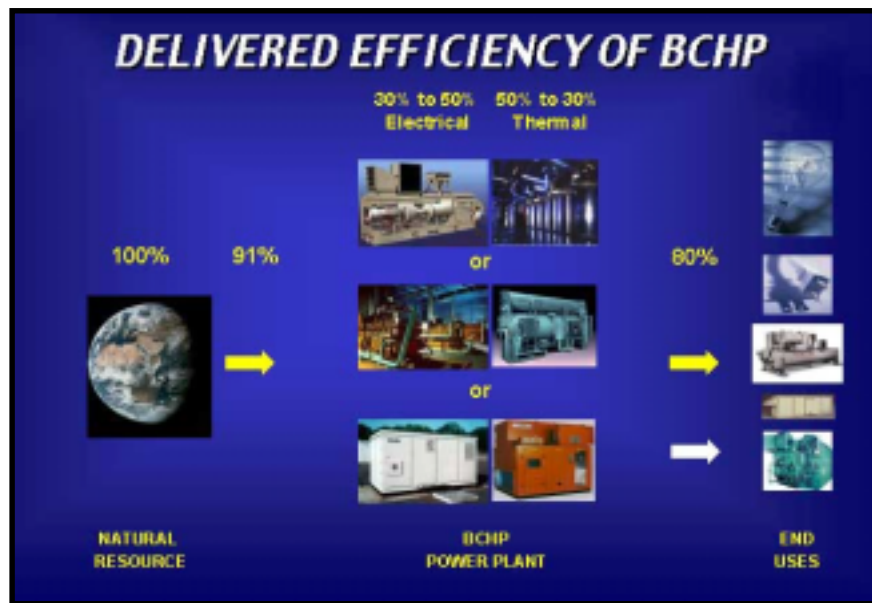 DELIVERED EFFICIENCY OF BCHP
30% to 50% 50% to 30%
Electrical Thermal
100% 91% or 80%
or
NATURAL BCHP END
RESOURCE POWER PLANT USES